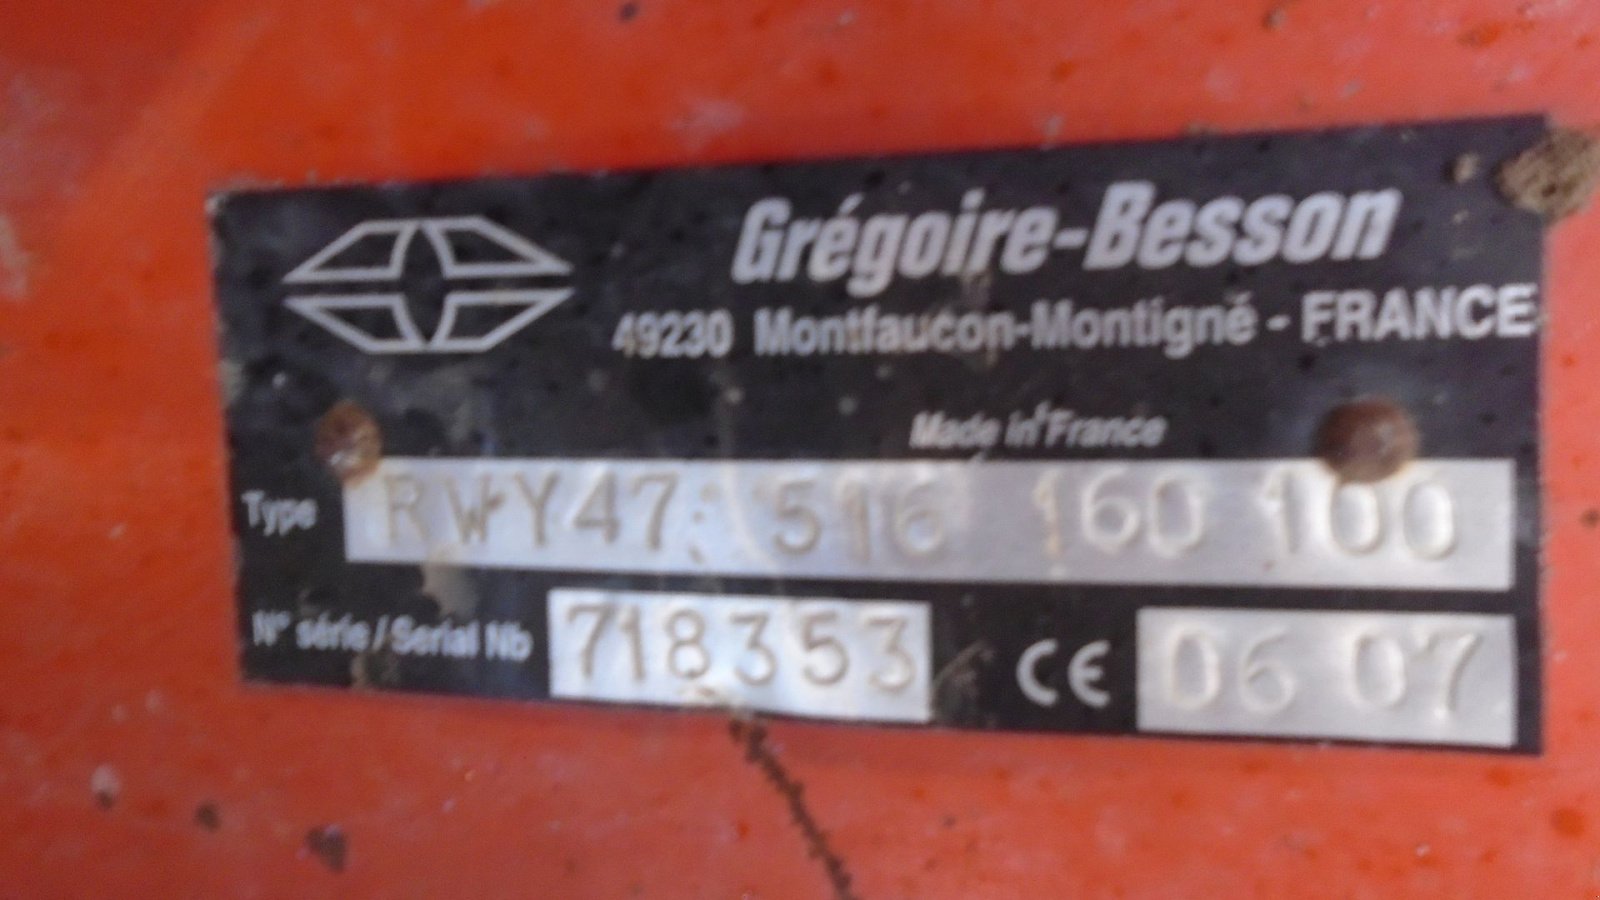 Grégoire-Besson
49230 Montfaucon-Montigné - FRANCE
Made in France
Type RWY47: 516 160 100
N° série / Serial Nb 718353 CE 06 07